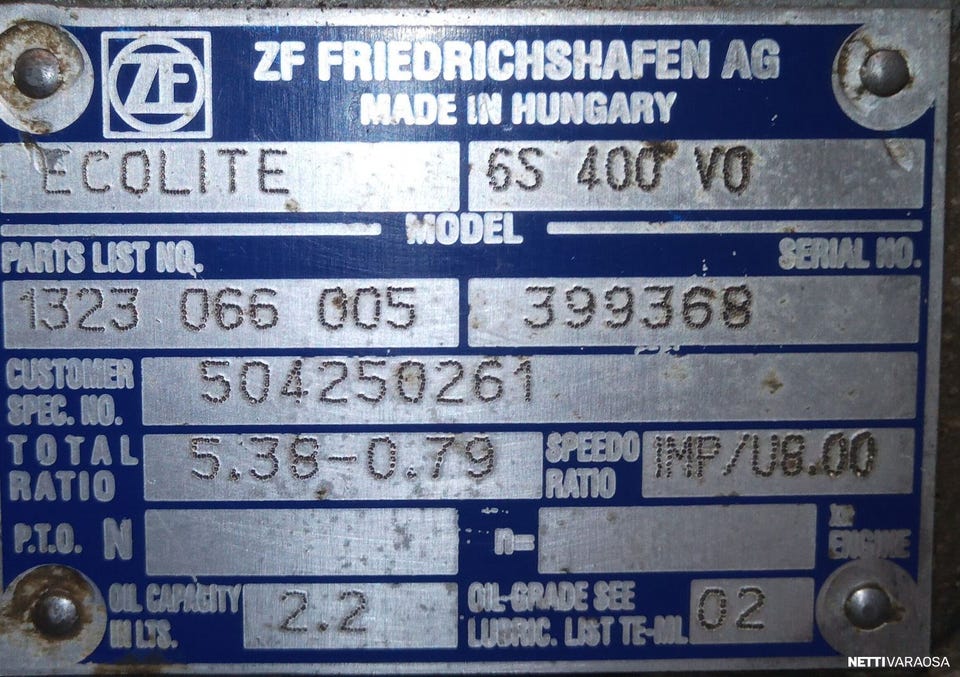 ZF
ZF FRIEDRICHSHAFEN AG
MADE IN HUNGARY
ECOLITE 6S 400 VO
MODEL
PARTS LIST NO. SERIAL NO.
1323 066 005 399368
CUSTOMER SPEC. NO. 504250261
TOTAL RATIO 5.38-0.79 SPEEDO RATIO 1MP/U8.00
P.T.O. N n= x ENGINE
OIL CAPACITY IN LTS. 2.2 OIL-GRADE SEE LUBRIC. LIST TE-ML 02
NETTIVARAOSA